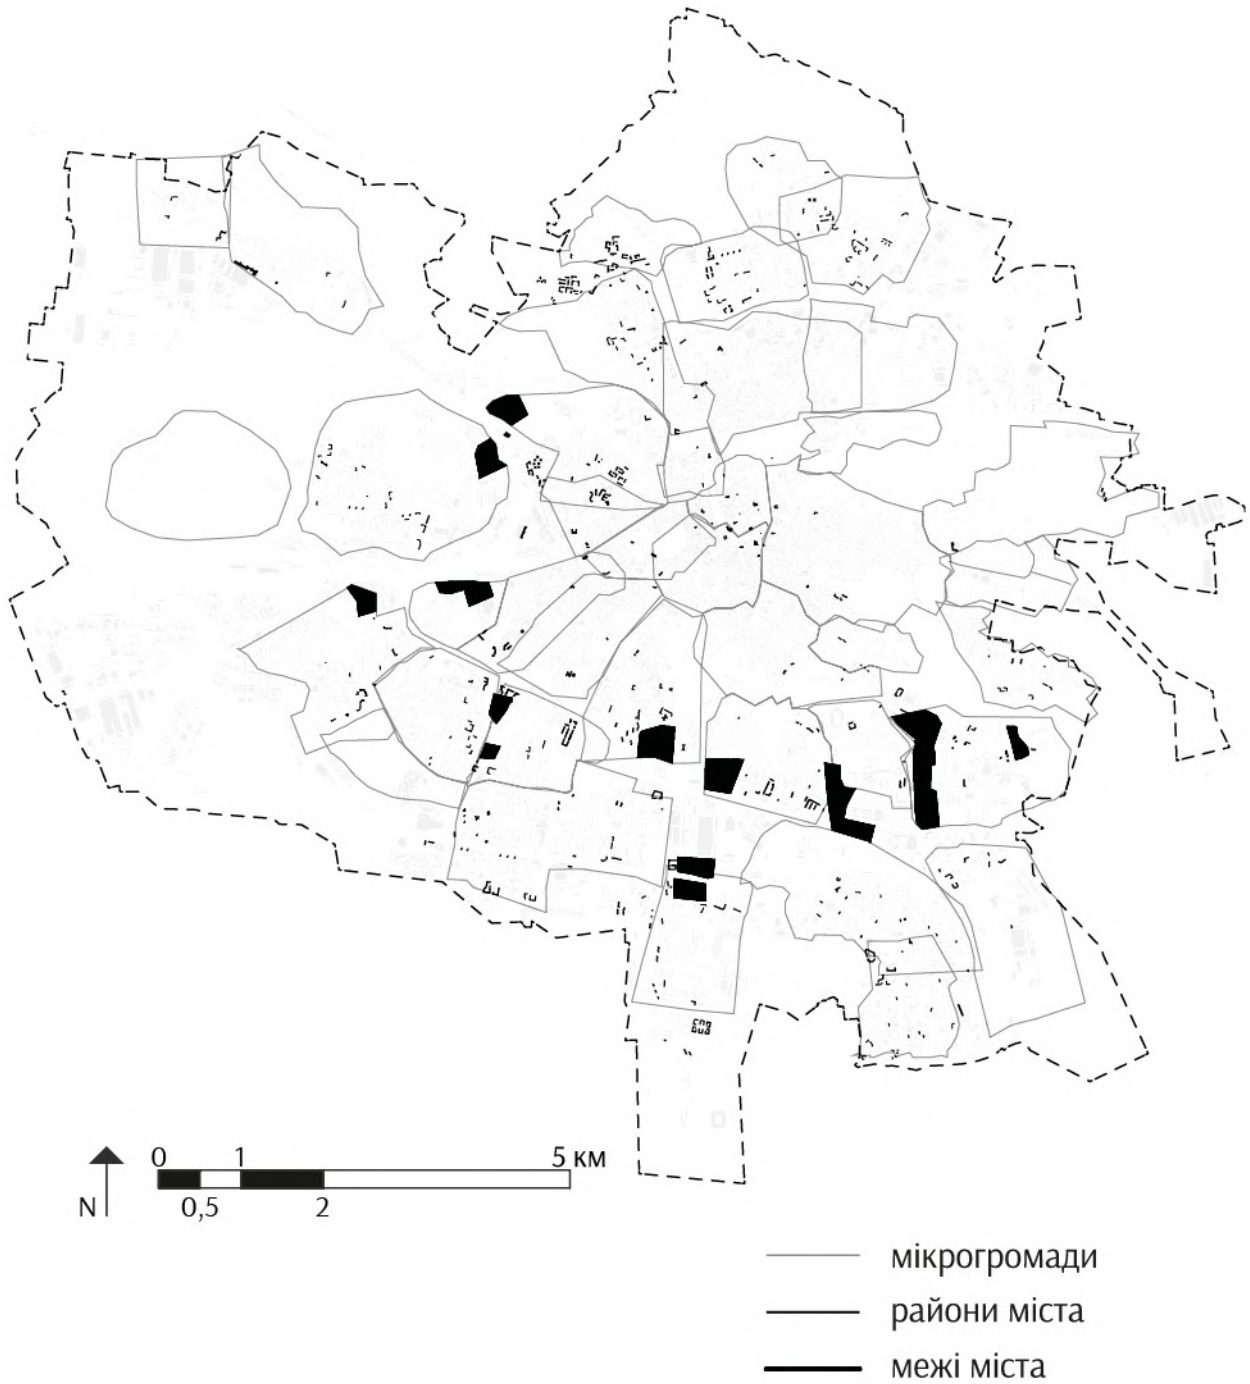 0 1 5 км
N 0,5 2
мікрогромади
райони міста
межі міста